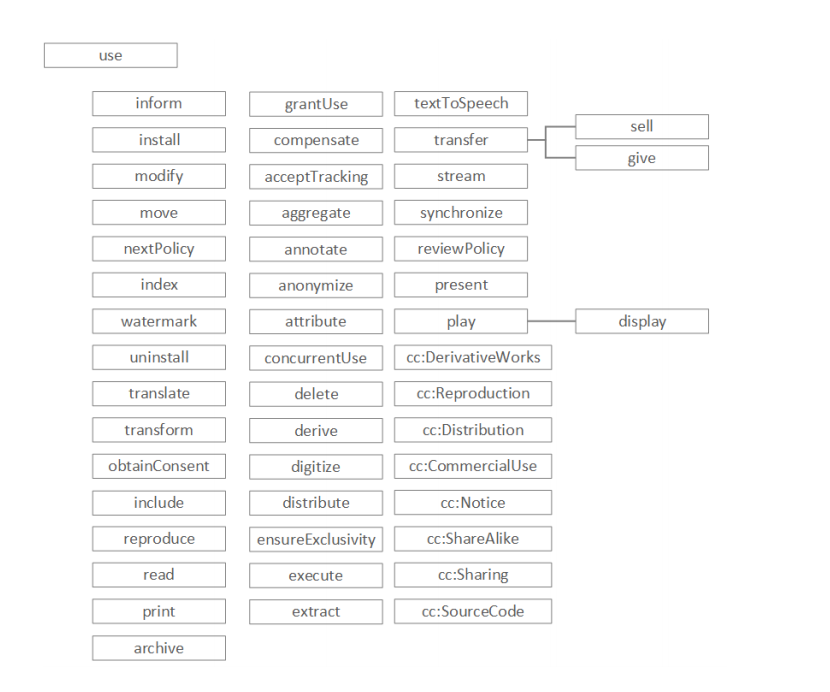 use
inform
install
modify
move
nextPolicy
index
watermark
uninstall
translate
transform
obtainConsent
include
reproduce
read
print
archive
grantUse
compensate
acceptTracking
aggregate
annotate
anonymize
attribute
concurrentUse
delete
derive
digitize
distribute
ensureExclusivity
execute
extract
textToSpeech
transfer
stream
synchronize
reviewPolicy
present
play
cc:DerivativeWorks
cc:Reproduction
cc:Distribution
cc:CommercialUse
cc:Notice
cc:ShareAlike
cc:Sharing
cc:SourceCode
sell
give
display